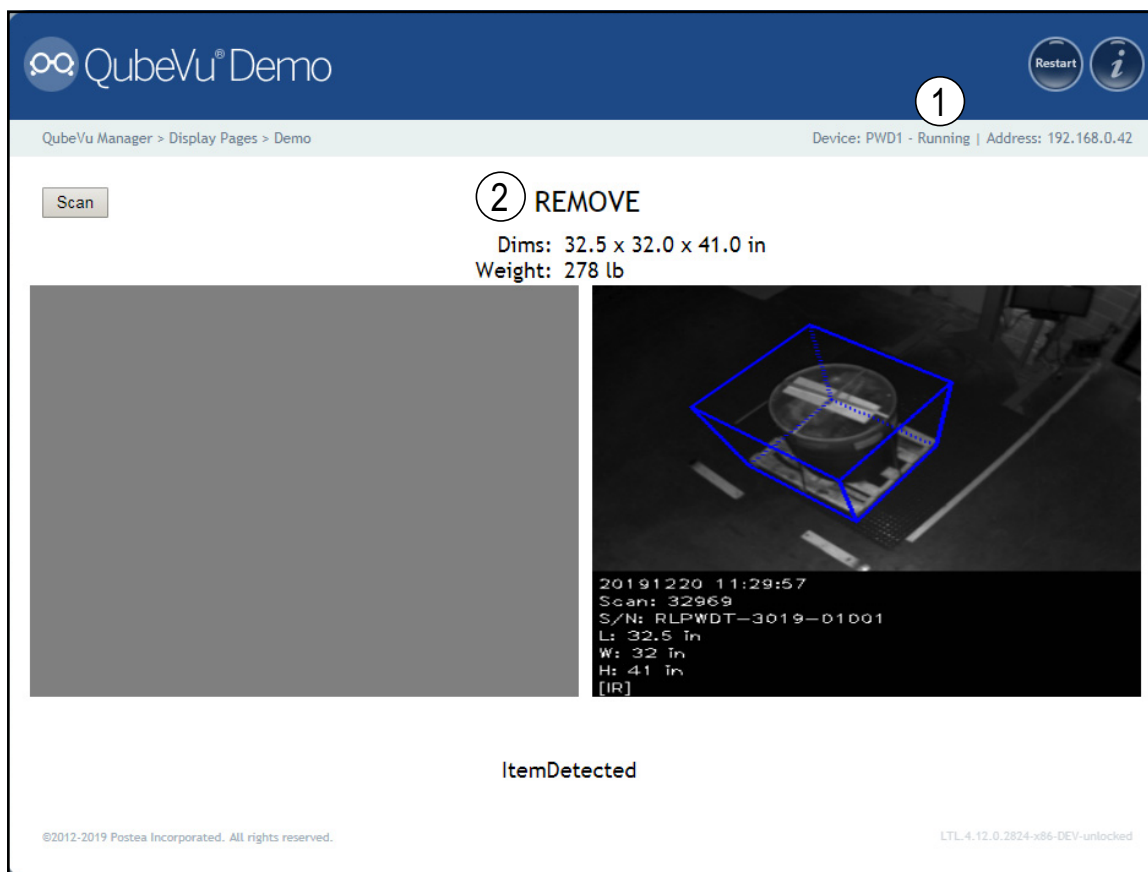 QubeVu® Demo
Restart
i
1
QubeVu Manager > Display Pages > Demo
Device: PWD1 - Running | Address: 192.168.0.42
Scan
2 REMOVE
Dims: 32.5 x 32.0 x 41.0 in
Weight: 278 lb
20191220 11:29:57
Scan: 32969
S/N: RLPWDT-3019-01001
L: 32.5 in
W: 32 in
H: 41 in
[IR]
ItemDetected
©2012-2019 Postea Incorporated. All rights reserved.
LTL.4.12.0.2824-x86-DEV-unlocked